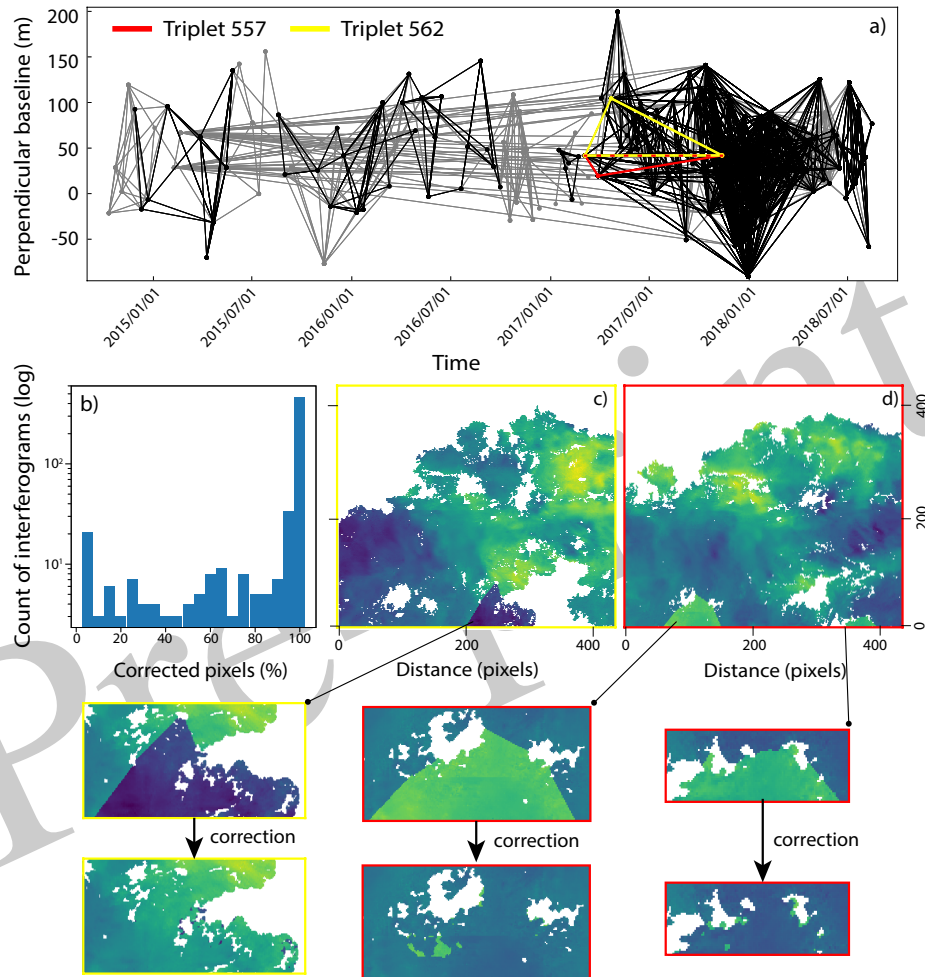 Perpendicular baseline (m)
200
150
100
50
0
-50
Triplet 557
Triplet 562
a)
2015/01/01
2015/07/01
2016/01/01
2016/07/01
2017/01/01
2017/07/01
2018/01/01
2018/07/01
Time
Preprint
Count of interferograms (log)
b)
10²
10¹
0
20
40
60
80
100
Corrected pixels (%)
c)
0
200
400
Distance (pixels)
d)
0
200
400
Distance (pixels)
400
200
0
correction
correction
correction